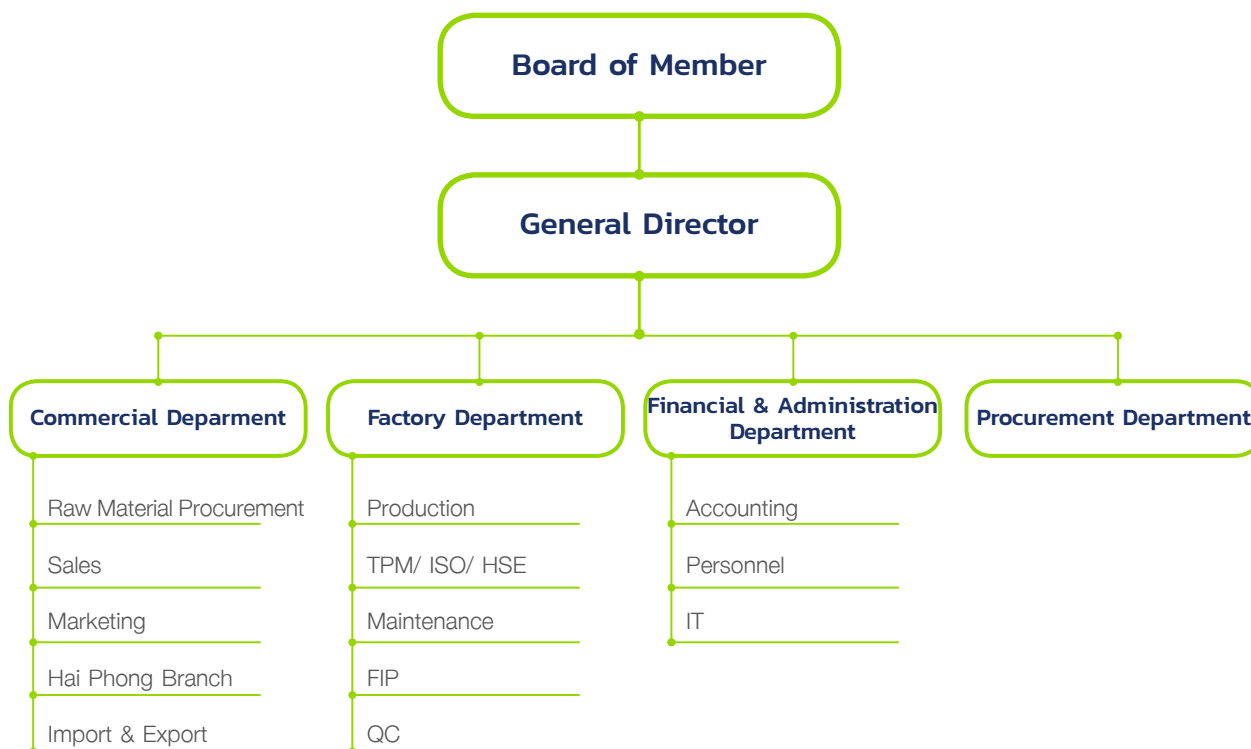 Board of Member
General Director
Commercial Deparment
Raw Material Procurement
Sales
Marketing
Hai Phong Branch
Import & Export
Factory Department
Production
TPM/ ISO/ HSE
Maintenance
FIP
QC
Financial & Administration
Department
Accounting
Personnel
IT
Procurement Department